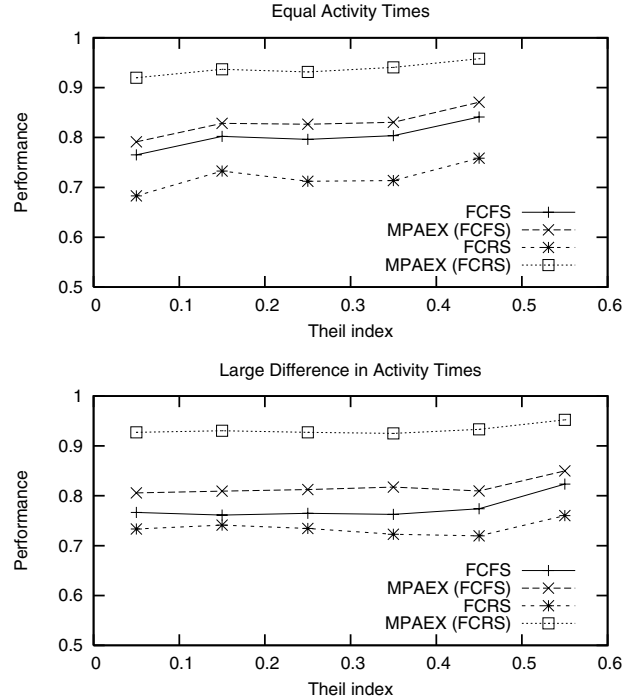 Equal Activity Times
1
0.9
0.8
0.7
0.6
0.5
Performance
FCFS
MPAEX (FCFS)
FCRS
MPAEX (FCRS)
0 0.1 0.2 0.3 0.4 0.5 0.6
Theil index
Large Difference in Activity Times
1
0.9
0.8
0.7
0.6
0.5
Performance
FCFS
MPAEX (FCFS)
FCRS
MPAEX (FCRS)
0 0.1 0.2 0.3 0.4 0.5 0.6
Theil index